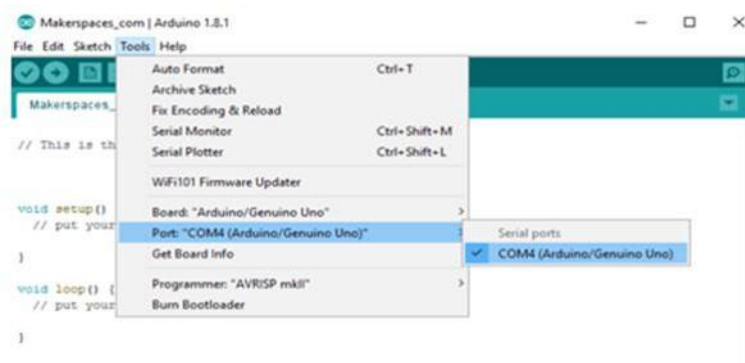 Makerspaces_com | Arduino 1.8.1
File Edit Sketch Tools Help
Makerspaces_
// This is th
void setup()
// put your
}
void loop() {
// put your
}
Auto Format Ctrl+T
Archive Sketch
Fix Encoding & Reload
Serial Monitor Ctrl+Shift+M
Serial Plotter Ctrl+Shift+L
WiFi101 Firmware Updater
Board: "Arduino/Genuino Uno"
Port: "COM4 (Arduino/Genuino Uno)"
Get Board Info
Programmer: "AVRISP mkII"
Burn Bootloader
Serial ports
COM4 (Arduino/Genuino Uno)